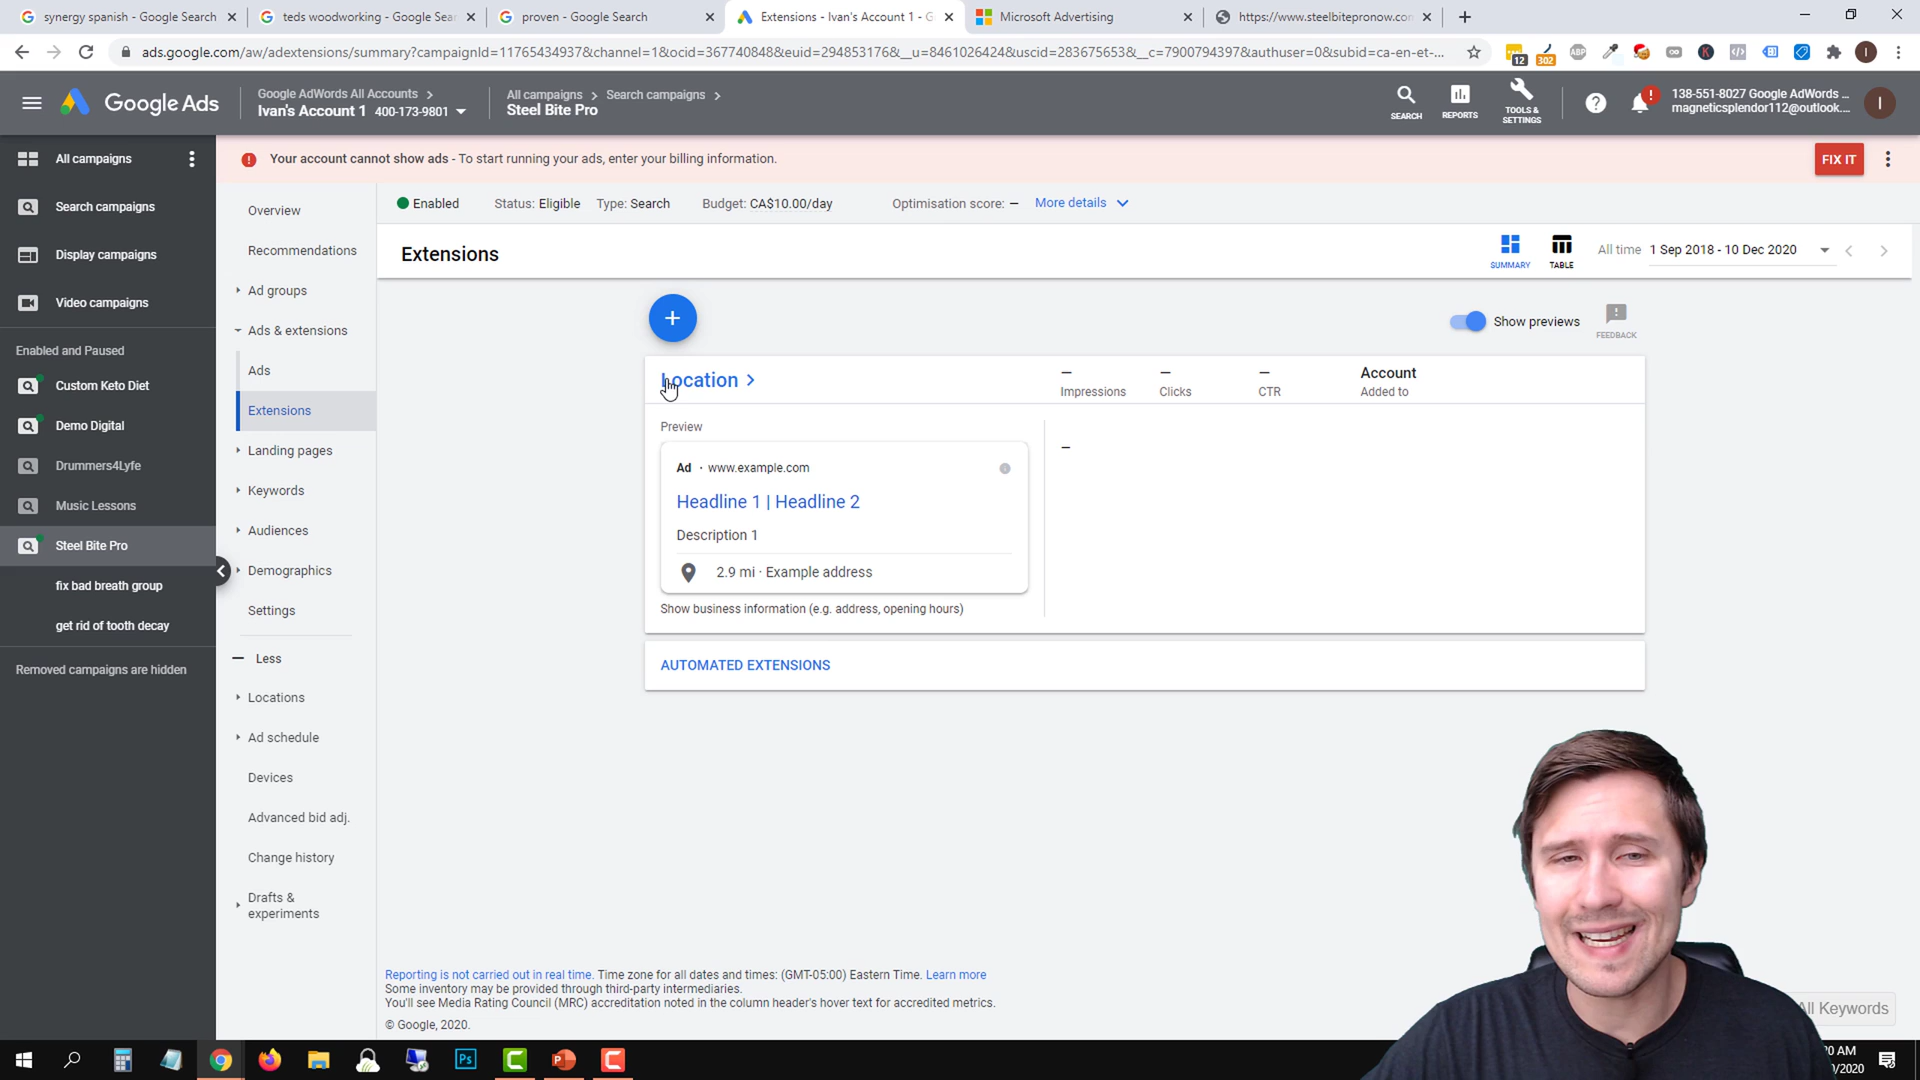 synergy spanish - Google Search
teds woodworking - Google Sea
proven - Google Search
Extensions - Ivan's Account 1 - G
Microsoft Advertising
https://www.steelbitepronow.con
ads.google.com/aw/adextensions/summary?campaignId=11765434937&channel=1&ocid=367740848&euid=294853176&__u=8461026424&uscid=283675653&__c=7900794397&authuser=0&subid=ca-en-et-...
12
302
ABP
K
I
Google Ads
Google AdWords All Accounts
Ivan's Account 1 400-173-9801
All campaigns
Search campaigns
Steel Bite Pro
SEARCH
REPORTS
TOOLS &
SETTINGS
138-551-8027 Google AdWords ...
magneticsplendor112@outlook....
I
Your account cannot show ads - To start running your ads, enter your billing information.
FIX IT
All campaigns
Search campaigns
Display campaigns
Video campaigns
Enabled and Paused
Custom Keto Diet
Demo Digital
Drummers4Lyfe
Music Lessons
Steel Bite Pro
fix bad breath group
get rid of tooth decay
Removed campaigns are hidden
Overview
Recommendations
Ad groups
Ads & extensions
Ads
Extensions
Landing pages
Keywords
Audiences
Demographics
Settings
Less
Locations
Ad schedule
Devices
Advanced bid adj.
Change history
Drafts &
experiments
Enabled
Status: Eligible
Type: Search
Budget: CA$10.00/day
Optimisation score: –
More details
Extensions
SUMMARY
TABLE
All time 1 Sep 2018 - 10 Dec 2020
Show previews
FEEDBACK
Location
–
Impressions
–
Clicks
–
CTR
Account
Added to
Preview
Ad · www.example.com
Headline 1 | Headline 2
Description 1
2.9 mi · Example address
Show business information (e.g. address, opening hours)
–
AUTOMATED EXTENSIONS
Reporting is not carried out in real time. Time zone for all dates and times: (GMT-05:00) Eastern Time. Learn more
Some inventory may be provided through third-party intermediaries.
You'll see Media Rating Council (MRC) accreditation noted in the column header's hover text for accredited metrics.
© Google, 2020.
All Keywords
Ps
0 AM
/2020